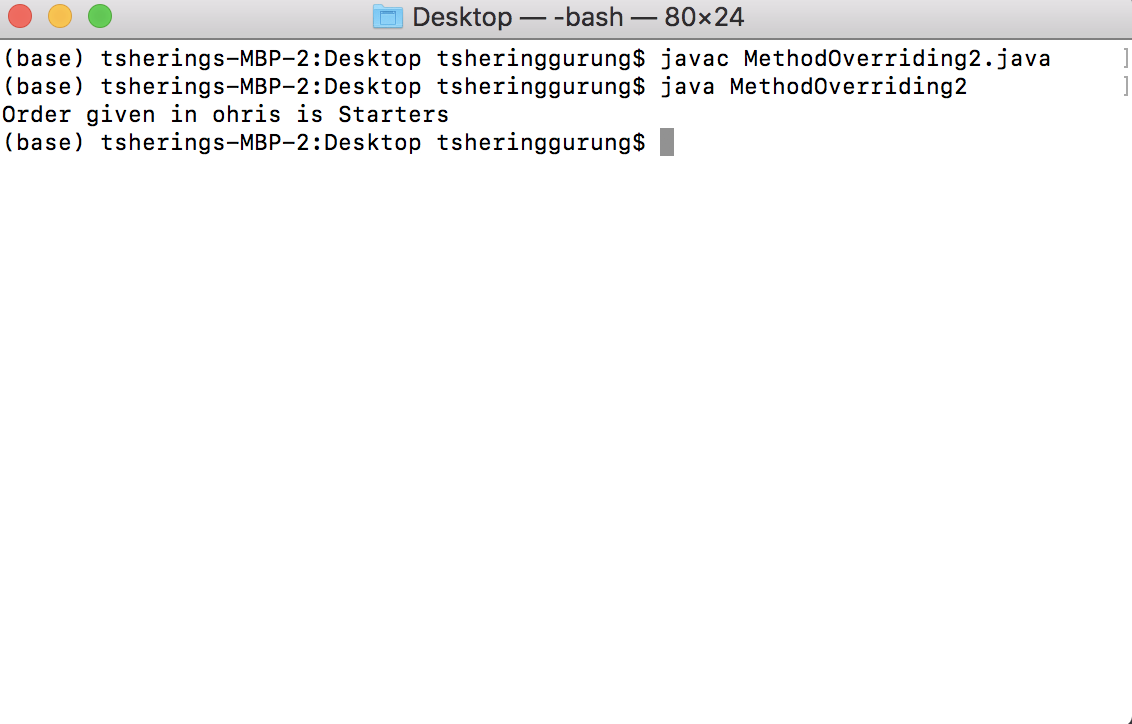 Desktop — -bash — 80×24
(base) tsherings-MBP-2:Desktop tsheringgurung$ javac MethodOverriding2.java ]
(base) tsherings-MBP-2:Desktop tsheringgurung$ java MethodOverriding2 ]
Order given in ohris is Starters
(base) tsherings-MBP-2:Desktop tsheringgurung$